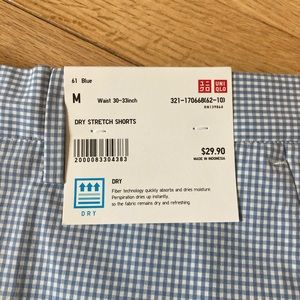 61 Blue
M
Waist 30-33inch
ユニ
クロ
UNI
QLO
321-170668(62-10)
DRY STRETCH SHORTS
2000083304383
$29.90
MADE IN INDONESIA
DRY
DRY
Fiber technology quickly absorbs and dries moisture.
Perspiration dries up instantly,
so the fabric remains dry and refreshing.